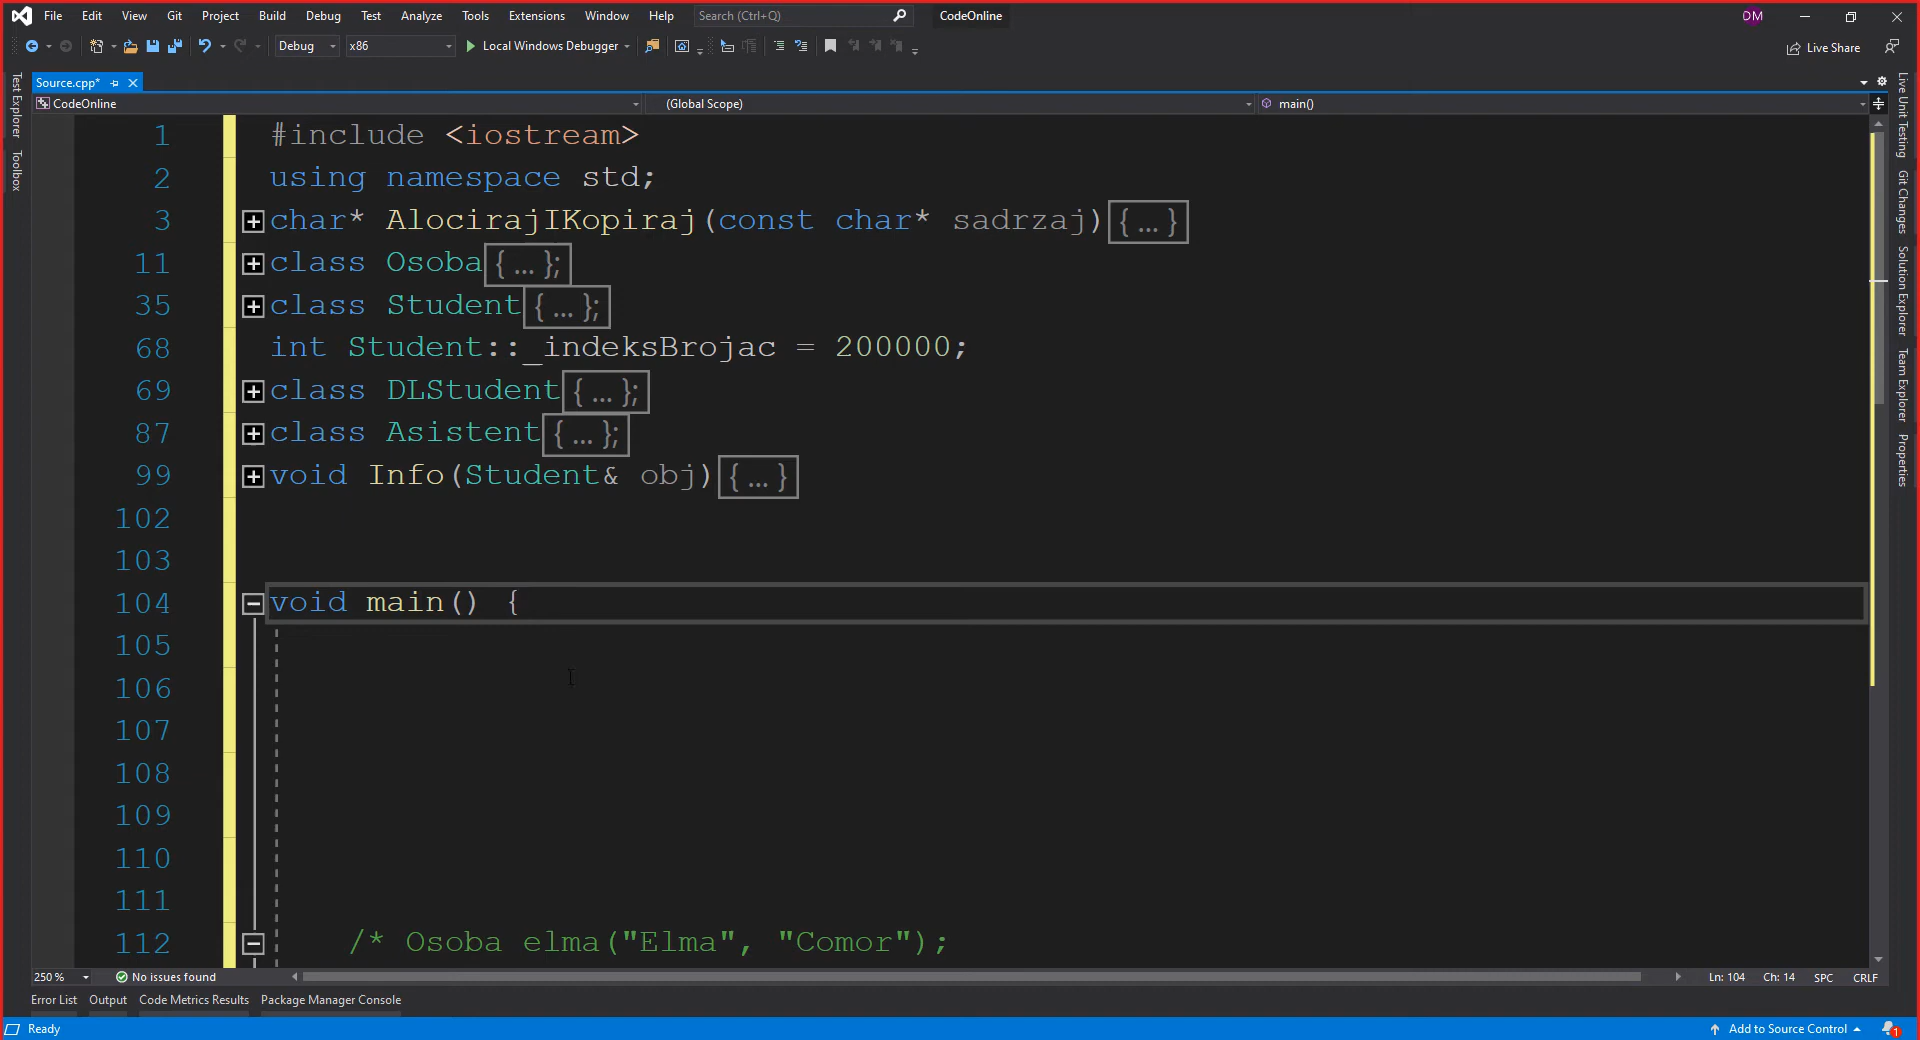 File Edit View Git Project Build Debug Test Analyze Tools Extensions Window Help Search (Ctrl+Q) CodeOnline DM
Debug x86 Local Windows Debugger Live Share
Source.cpp*
CodeOnline (Global Scope) main()
Test Explorer
Toolbox
1 #include <iostream>
2 using namespace std;
3 char* AlocirajIKopiraj(const char* sadrzaj){ ... }
11 class Osoba{ ... };
35 class Student{ ... };
68 int Student::_indeksBrojac = 200000;
69 class DLStudent{ ... };
87 class Asistent{ ... };
99 void Info(Student& obj){ ... }
102
103
104 void main() {
105
106
107
108
109
110
111
112 /* Osoba elma("Elma", "Comor");
Live Unit Testing
Git Changes
Solution Explorer
Team Explorer
Properties
250 % No issues found Ln: 104 Ch: 14 SPC CRLF
Error List Output Code Metrics Results Package Manager Console
Ready Add to Source Control 1